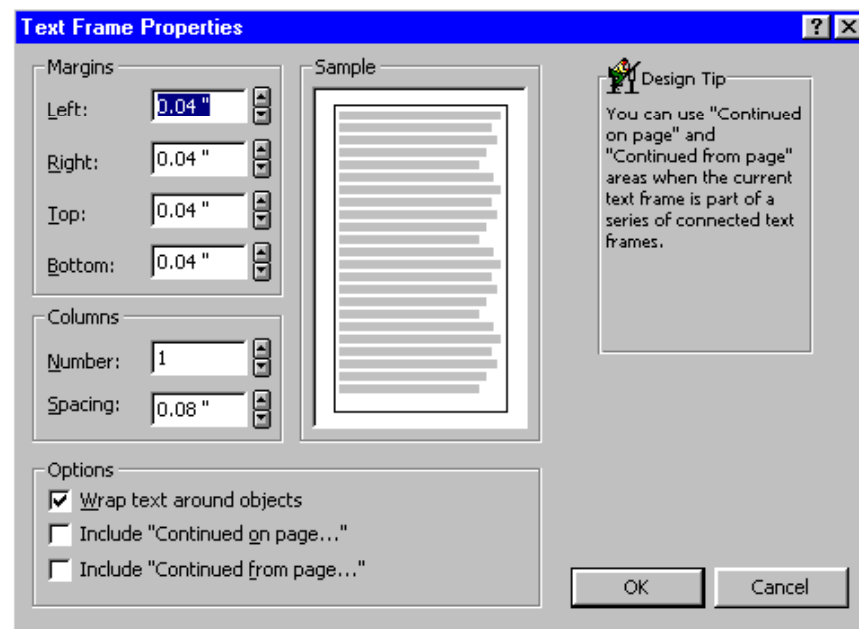 Text Frame Properties
Margins
Left: 0.04 "
Right: 0.04 "
Top: 0.04 "
Bottom: 0.04 "
Columns
Number: 1
Spacing: 0.08 "
Sample
Design Tip
You can use "Continued
on page" and
"Continued from page"
areas when the current
text frame is part of a
series of connected text
frames.
Options
Wrap text around objects
Include "Continued on page..."
Include "Continued from page..."
OK
Cancel